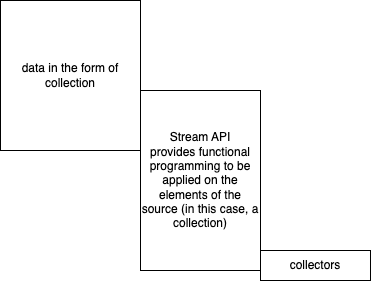 data in the form of
collection
Stream API
provides functional
programming to be
applied on the
elements of the
source (in this case, a
collection)
collectors